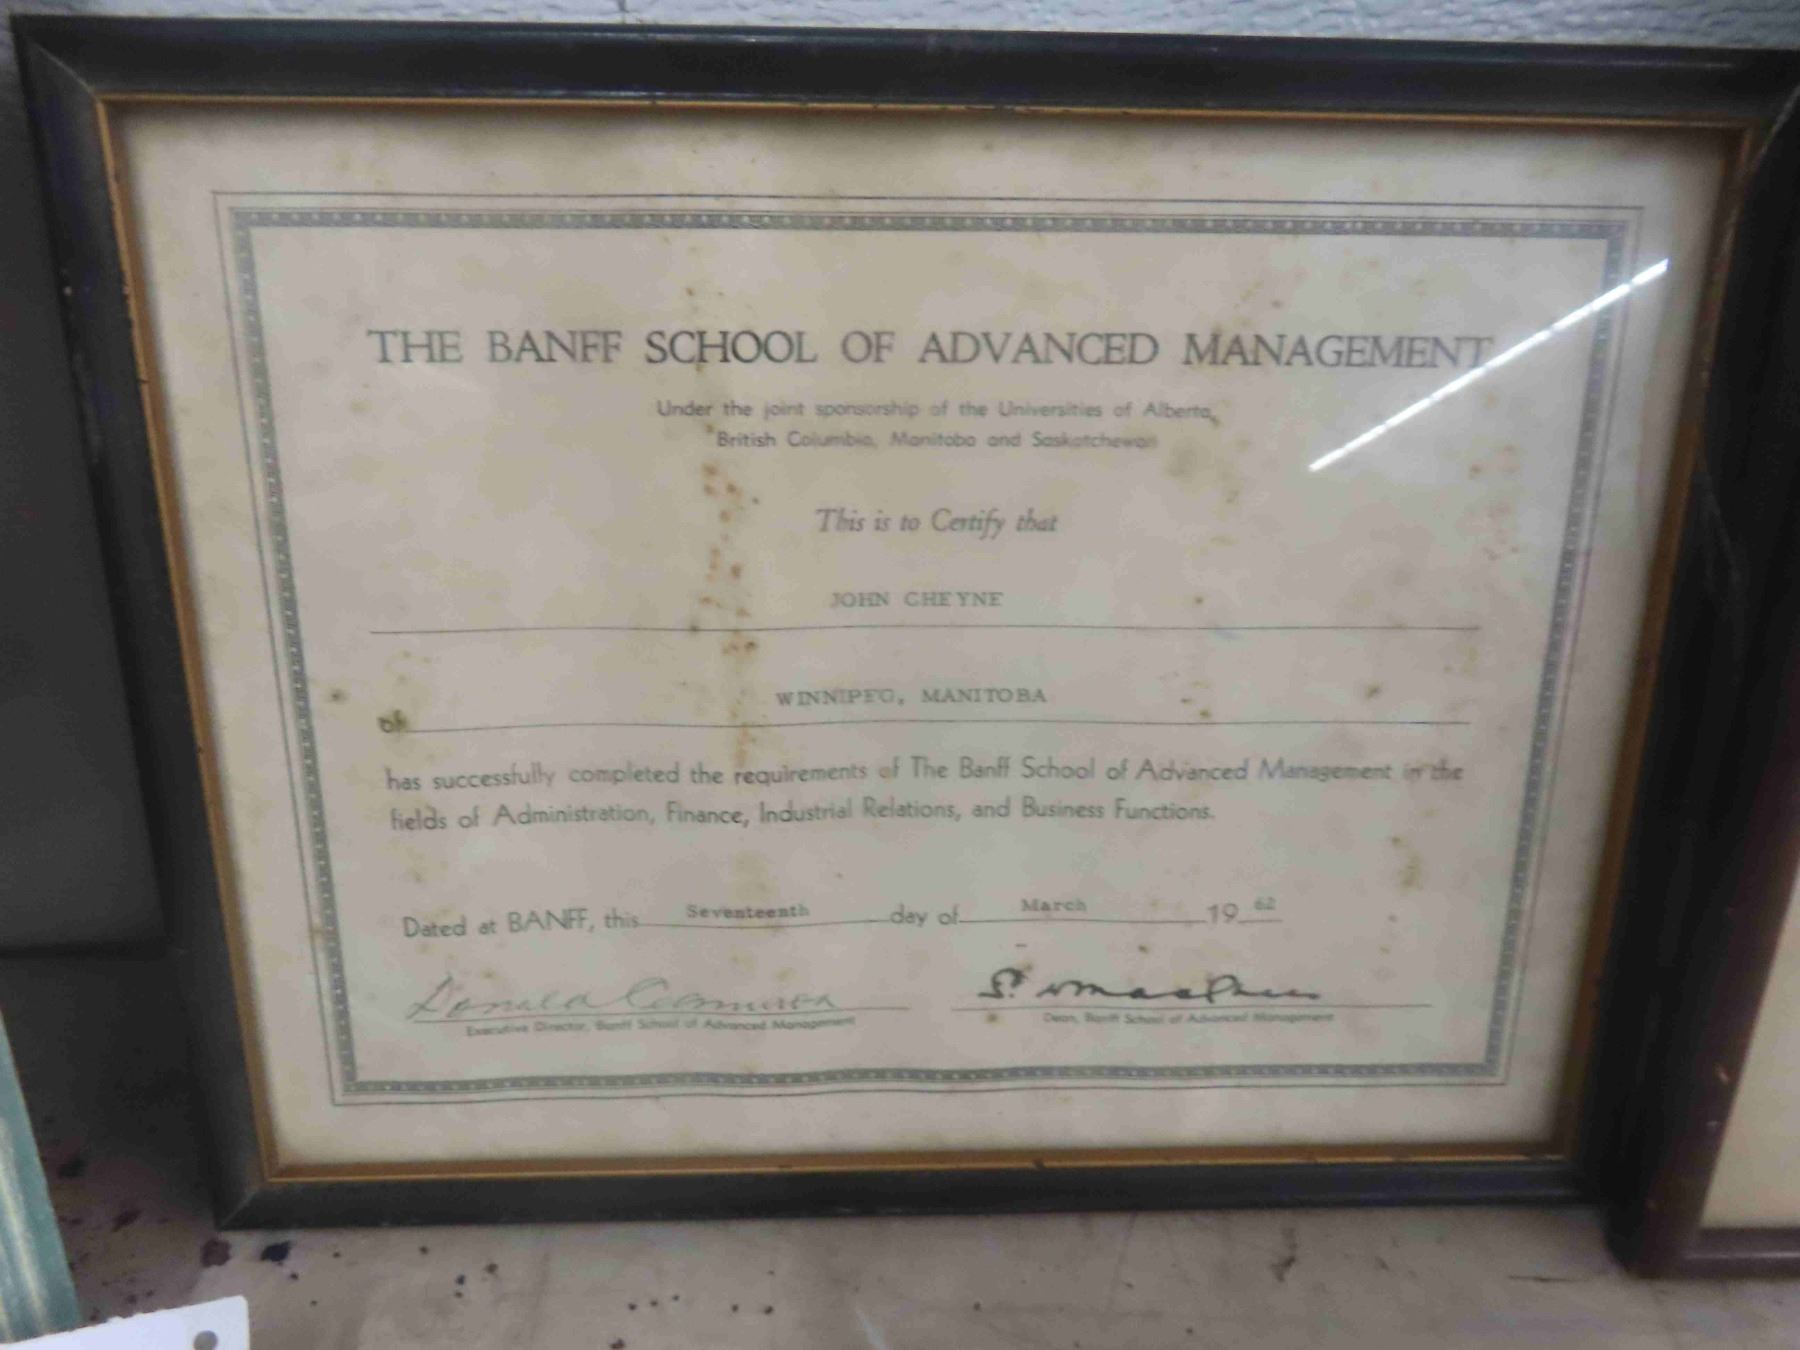 THE BANFF SCHOOL OF ADVANCED MANAGEMENT
Under the joint sponsorship of the Universities of Alberta,
British Columbia, Manitoba and Saskatchewan
This is to Certify that
JOHN CHEYNE
WINNIPEG, MANITOBA
of
has successfully completed the requirements of The Banff School of Advanced Management in the
fields of Administration, Finance, Industrial Relations, and Business Functions.
Dated at BANFF, this Seventeenth day of March 1962
Donald Cameron
Executive Director, Banff School of Advanced Management
Dean, Banff School of Advanced Management